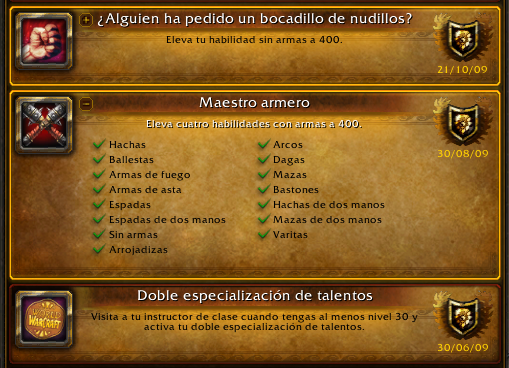 ¿Alguien ha pedido un bocadillo de nudillos?
Eleva tu habilidad sin armas a 400.
21/10/09
Maestro armero
Eleva cuatro habilidades con armas a 400.
30/08/09
Hachas
Ballestas
Armas de fuego
Armas de asta
Espadas
Espadas de dos manos
Sin armas
Arrojadizas
Arcos
Dagas
Mazas
Bastones
Hachas de dos manos
Mazas de dos manos
Varitas
Doble especialización de talentos
Visita a tu instructor de clase cuando tengas al menos nivel 30 y
activa tu doble especialización de talentos.
30/06/09
WORLD
WARCRAFT